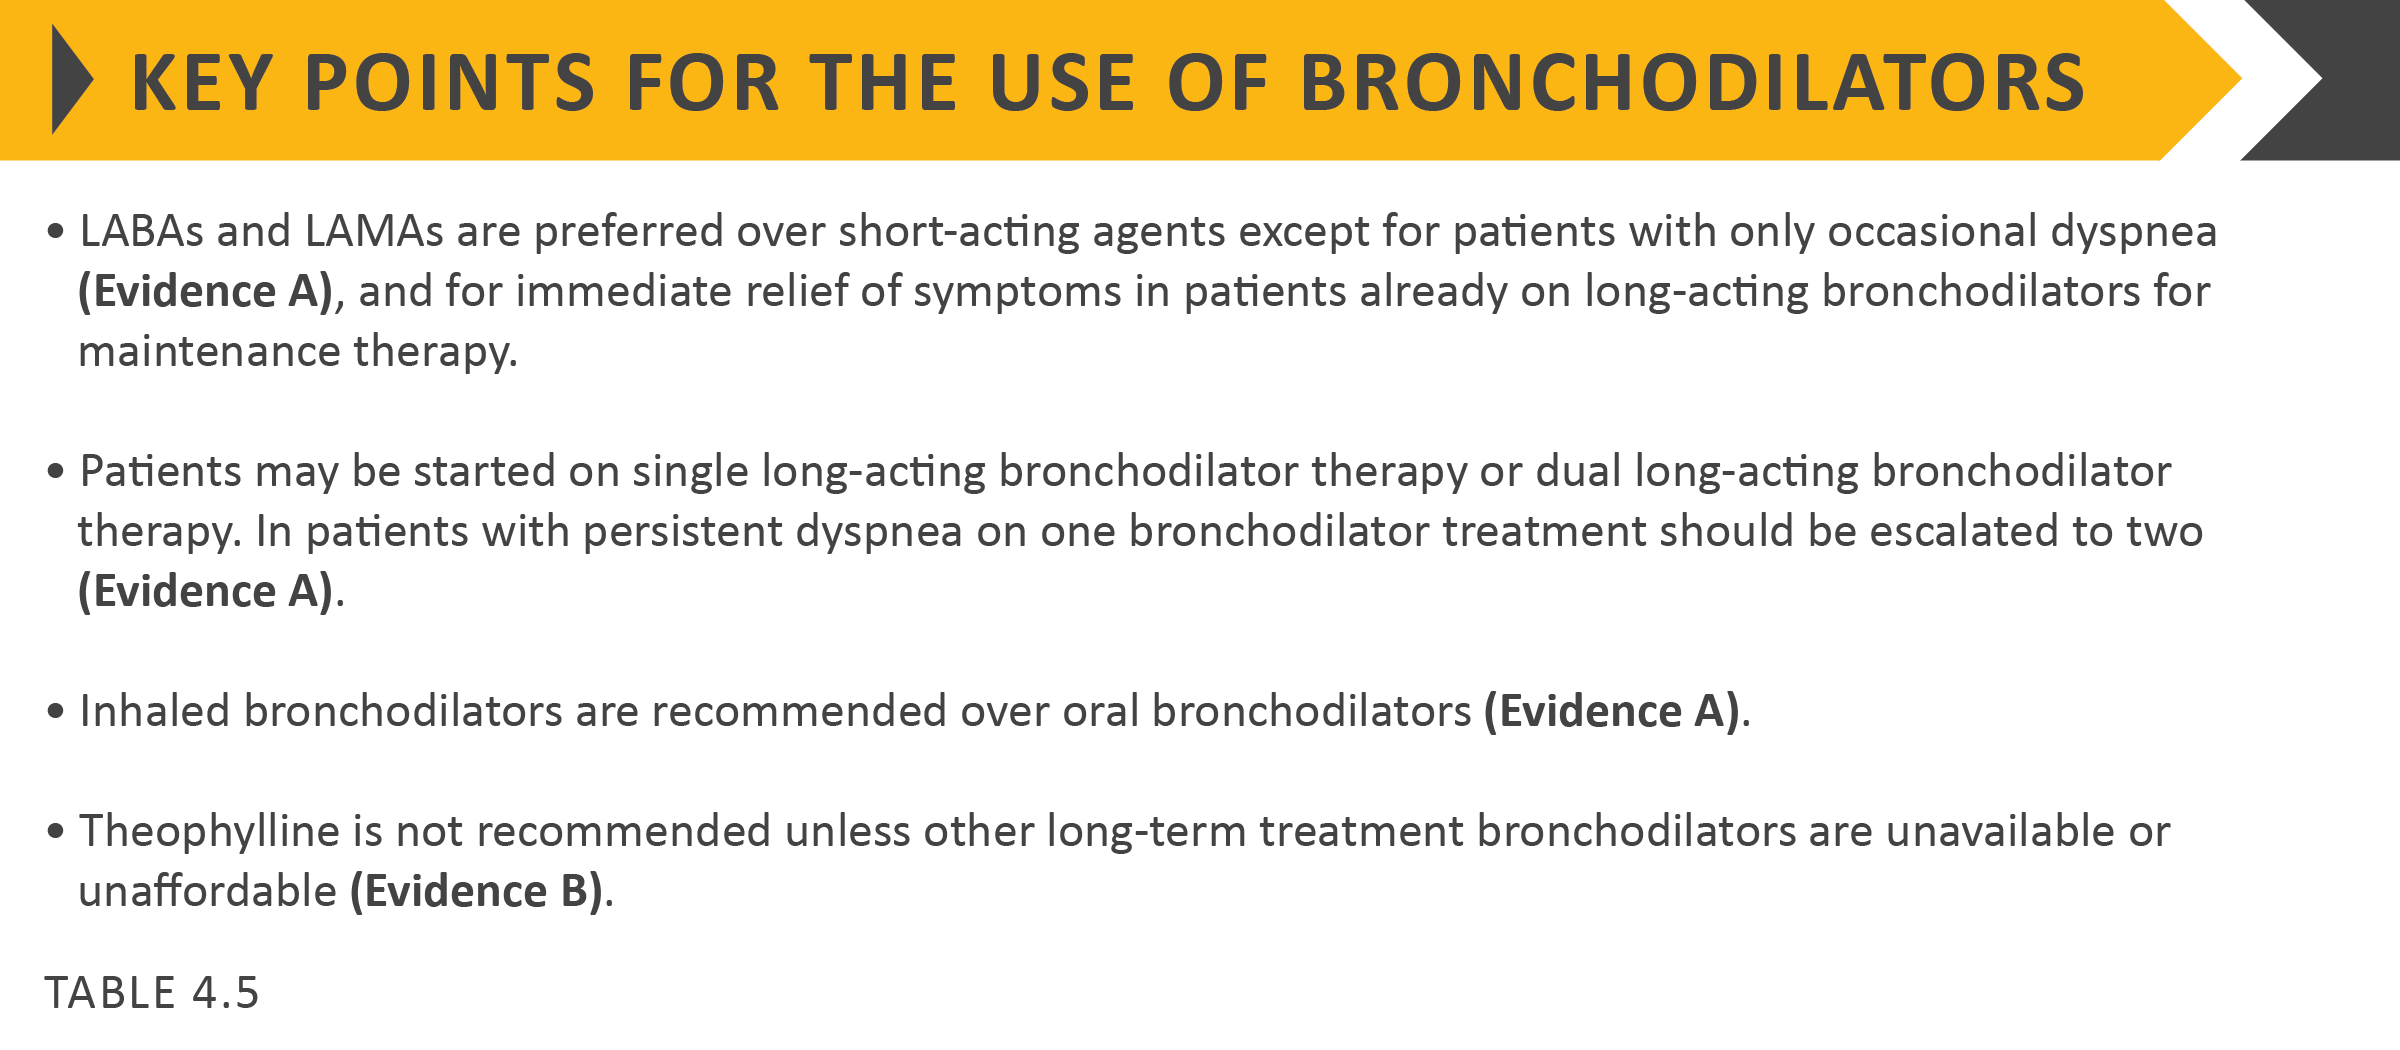 KEY POINTS FOR THE USE OF BRONCHODILATORS
• LABAs and LAMAs are preferred over short-acting agents except for patients with only occasional dyspnea
(Evidence A), and for immediate relief of symptoms in patients already on long-acting bronchodilators for
maintenance therapy.
• Patients may be started on single long-acting bronchodilator therapy or dual long-acting bronchodilator
therapy. In patients with persistent dyspnea on one bronchodilator treatment should be escalated to two
(Evidence A).
• Inhaled bronchodilators are recommended over oral bronchodilators (Evidence A).
• Theophylline is not recommended unless other long-term treatment bronchodilators are unavailable or
unaffordable (Evidence B).
TABLE 4.5